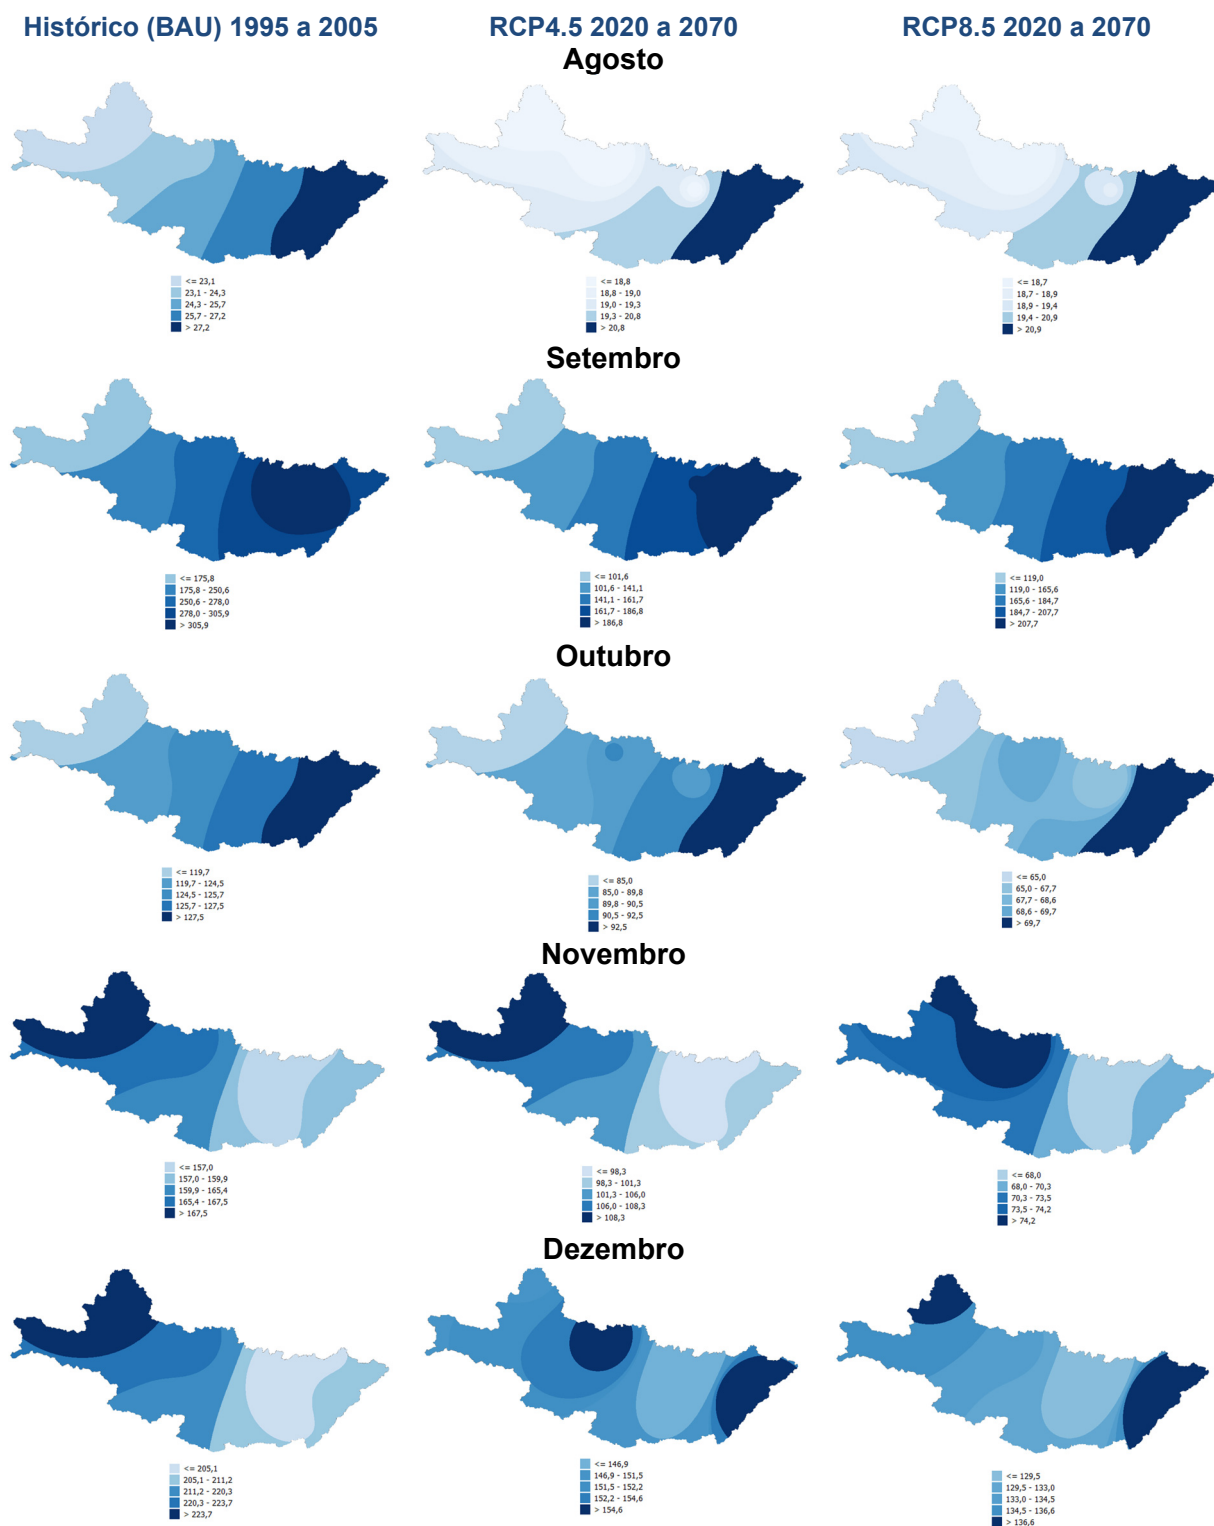 Histórico (BAU) 1995 a 2005
RCP4.5 2020 a 2070
RCP8.5 2020 a 2070
Agosto
<= 23,1
23,1 - 24,3
24,3 - 25,7
25,7 - 27,2
> 27,2
<= 18,8
18,8 - 19,0
19,0 - 19,3
19,3 - 20,8
> 20,8
<= 18,7
18,7 - 18,9
18,9 - 19,4
19,4 - 20,9
> 20,9
Setembro
<= 175,8
175,8 - 250,6
250,6 - 278,0
278,0 - 305,9
> 305,9
<= 101,6
101,6 - 141,1
141,1 - 161,7
161,7 - 186,8
> 186,8
<= 119,0
119,0 - 165,6
165,6 - 184,7
184,7 - 207,7
> 207,7
Outubro
<= 119,7
119,7 - 124,5
124,5 - 125,7
125,7 - 127,5
> 127,5
<= 85,0
85,0 - 89,8
89,8 - 90,5
90,5 - 92,5
> 92,5
<= 65,0
65,0 - 67,7
67,7 - 68,6
68,6 - 69,7
> 69,7
Novembro
<= 157,0
157,0 - 159,9
159,9 - 165,4
165,4 - 167,5
> 167,5
<= 98,3
98,3 - 101,3
101,3 - 106,0
106,0 - 108,3
> 108,3
<= 68,0
68,0 - 70,3
70,3 - 73,5
73,5 - 74,2
> 74,2
Dezembro
<= 205,1
205,1 - 211,2
211,2 - 220,3
220,3 - 223,7
> 223,7
<= 146,9
146,9 - 151,5
151,5 - 152,2
152,2 - 154,6
> 154,6
<= 129,5
129,5 - 133,0
133,0 - 134,5
134,5 - 136,6
> 136,6